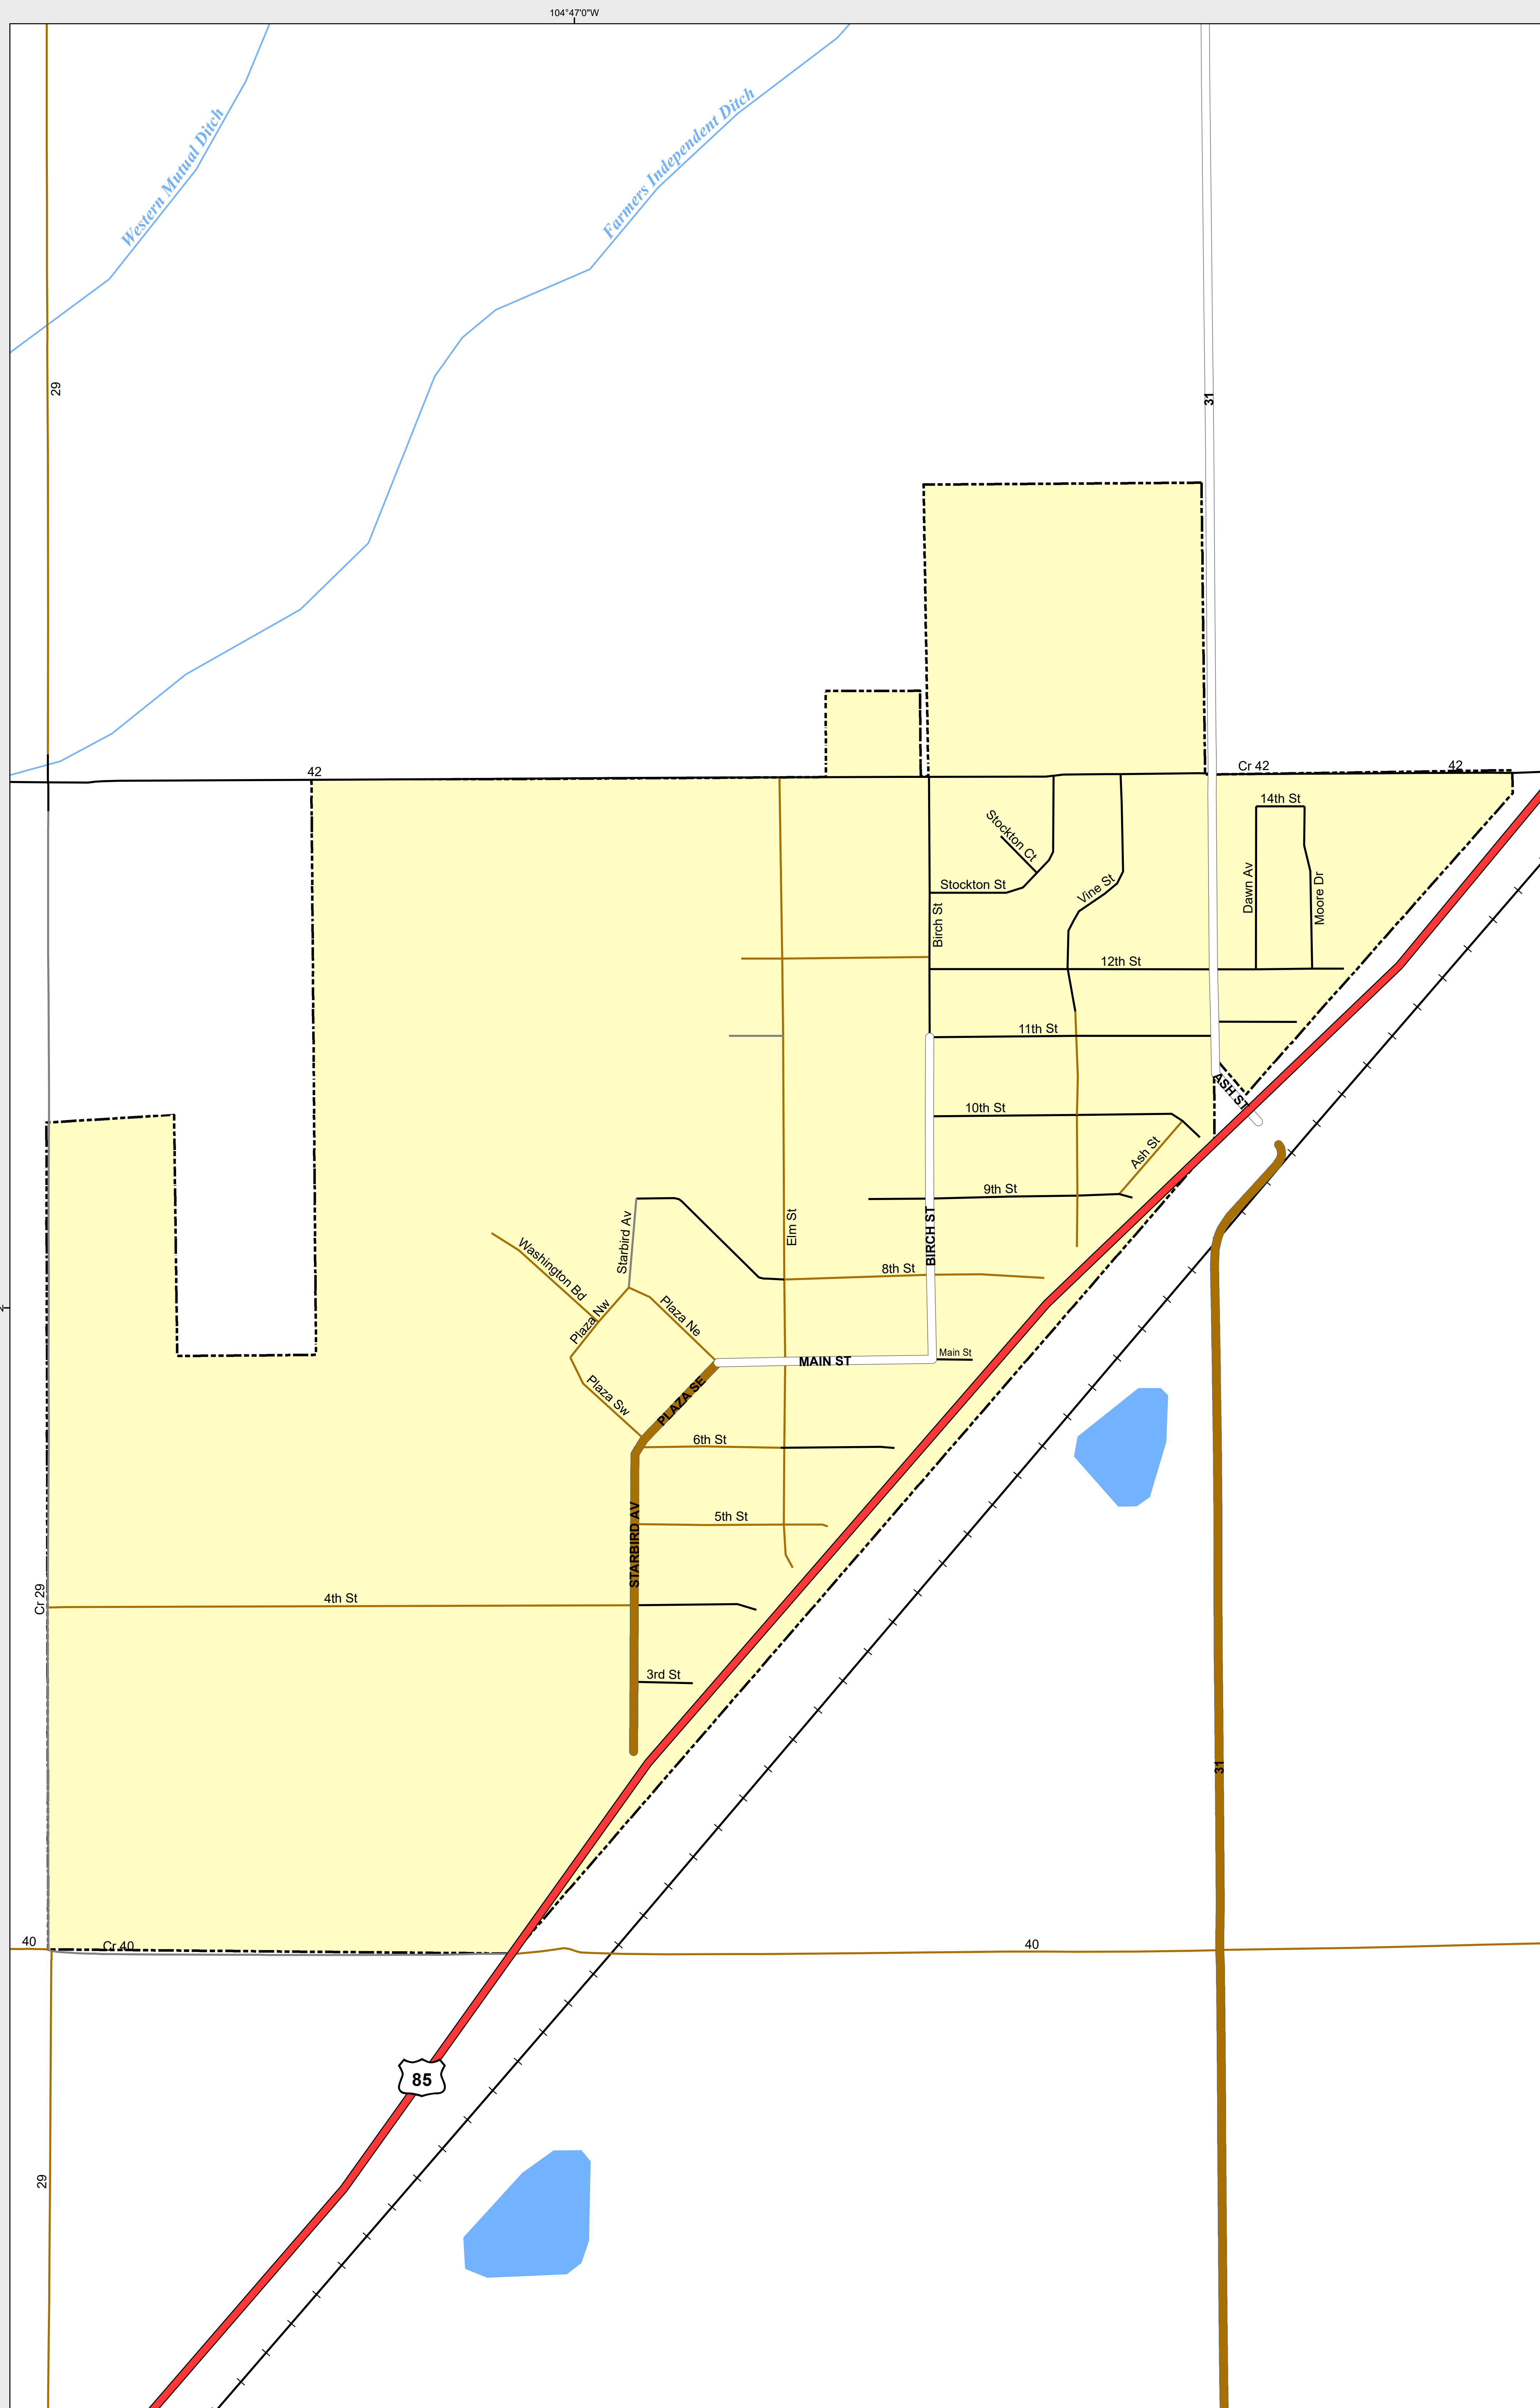 104°47'0"W
Western Mutual Ditch
Farmers Independent Ditch
29
31
42
Cr 42
42
14th St
Stockton Ct
Stockton St
Vine St
Dawn Av
Moore Dr
Birch St
12th St
11th St
ASH ST
10th St
Ash St
9th St
Starbird Av
Elm St
BIRCH ST
Washington Bd
8th St
Plaza Nw
Plaza Ne
MAIN ST
Main St
Plaza Sw
PLAZA SE
6th St
5th St
STARBIRD AV
Cr 29
4th St
3rd St
31
40
Cr 40
40
85
29